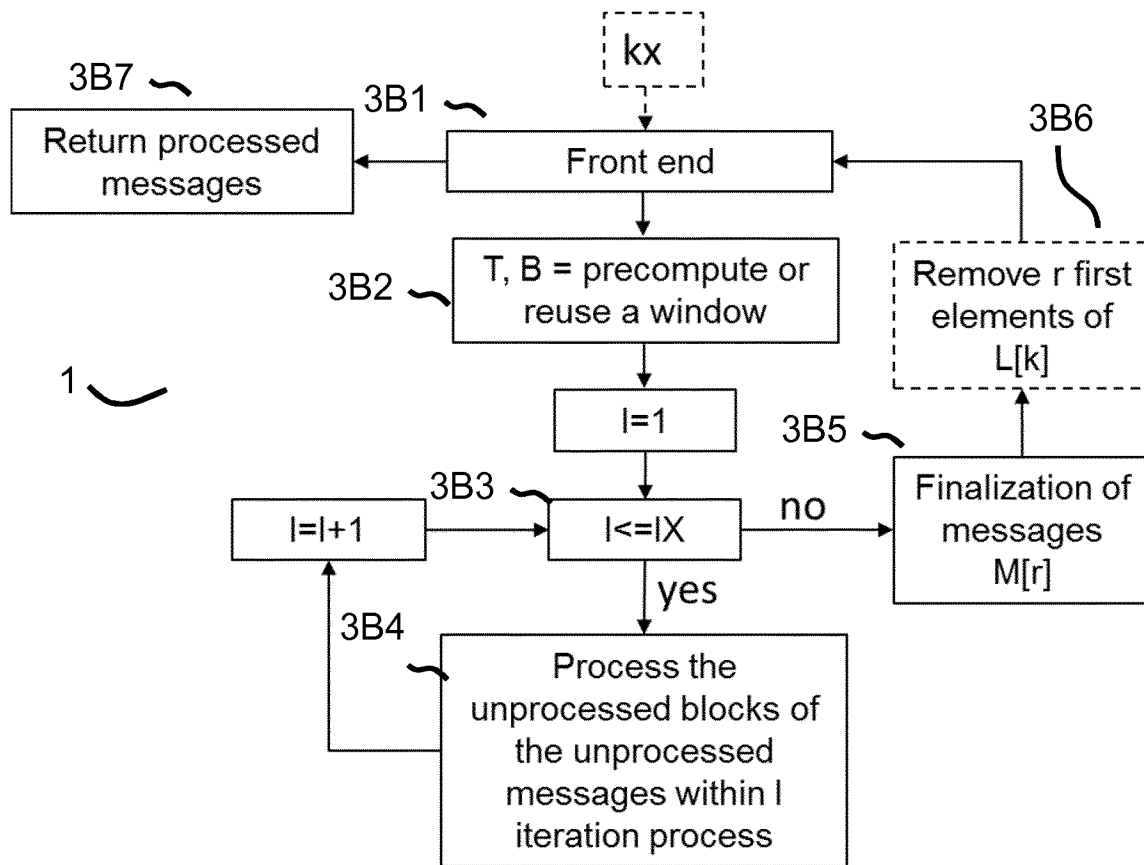 kx
3B7
3B1
3B6
Return processed
messages
Front end
3B2
T, B = precompute or
reuse a window
Remove r first
elements of
L[k]
1
I=1
3B5
3B3
I=I+1
I<=IX
no
Finalization of
messages
M[r]
yes
3B4
Process the
unprocessed blocks of
the unprocessed
messages within I
iteration process